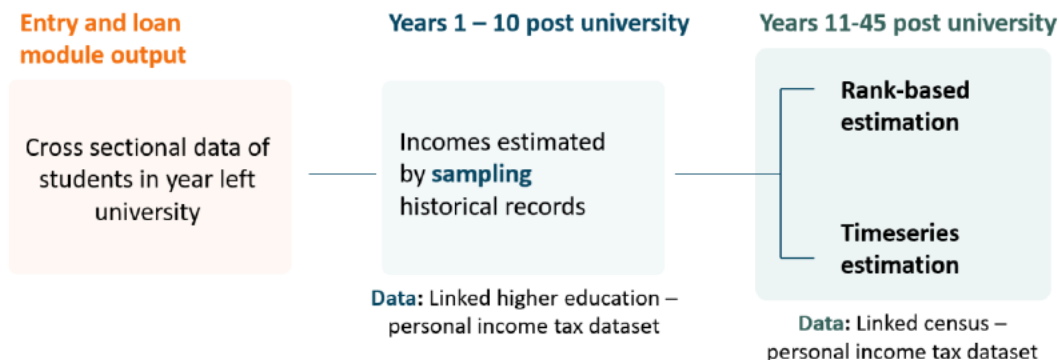 Entry and loan
module output
Cross sectional data of
students in year left
university
Years 1 – 10 post university
Incomes estimated
by sampling
historical records
Data: Linked higher education –
personal income tax dataset
Years 11-45 post university
Rank-based
estimation
Timeseries
estimation
Data: Linked census –
personal income tax dataset